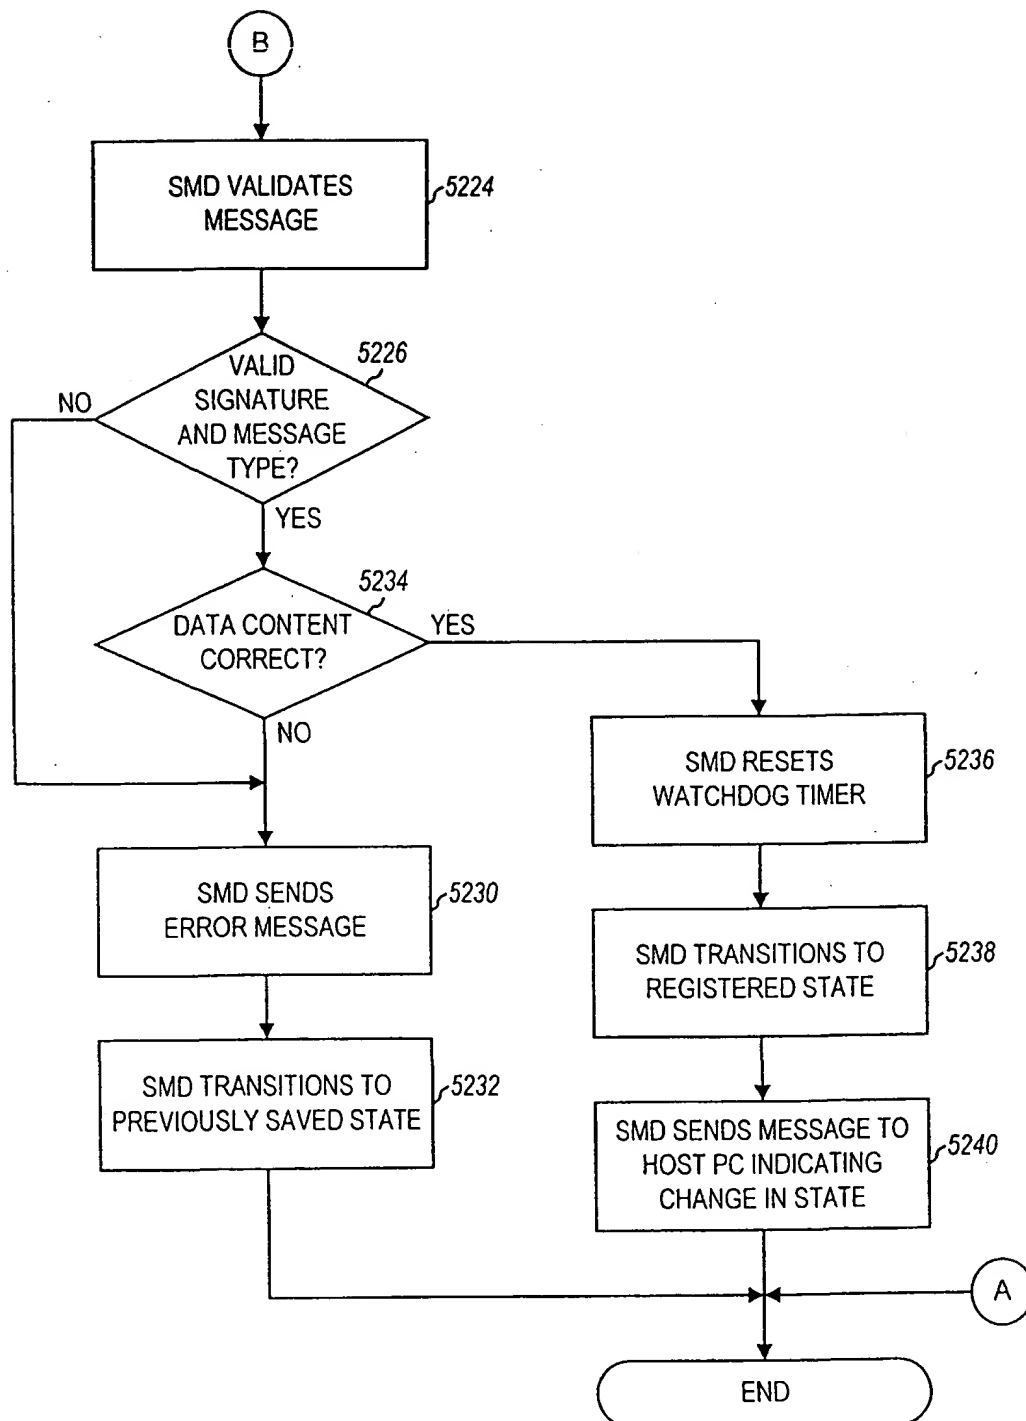 B
SMD VALIDATES
MESSAGE
5224
VALID
SIGNATURE
AND MESSAGE
TYPE?
5226
NO
YES
DATA CONTENT
CORRECT?
5234
YES
NO
SMD RESETS
WATCHDOG TIMER
5236
SMD SENDS
ERROR MESSAGE
5230
SMD TRANSITIONS TO
REGISTERED STATE
5238
SMD TRANSITIONS TO
PREVIOUSLY SAVED STATE
5232
SMD SENDS MESSAGE TO
HOST PC INDICATING
CHANGE IN STATE
5240
A
END